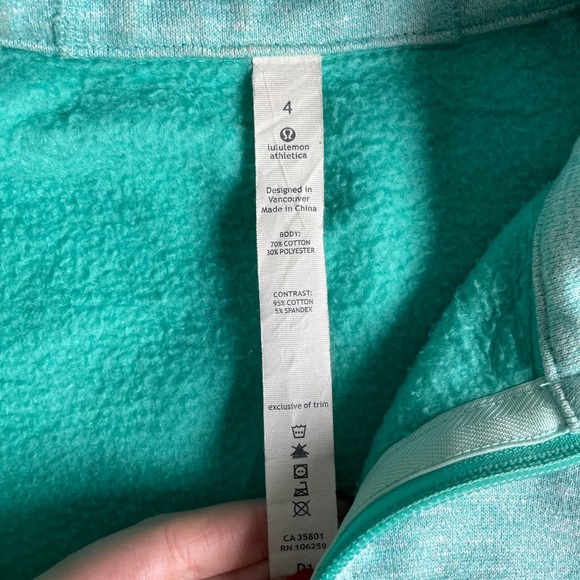 4
lululemon
athletica
Designed in
Vancouver
Made in China
BODY:
70% COTTON
30% POLYESTER
CONTRAST:
95% COTTON
5% SPANDEX
exclusive of trim
CA 35801
RN 106259